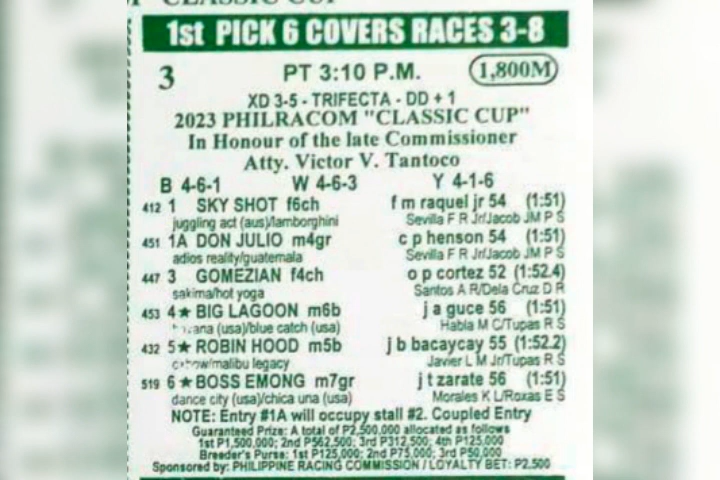 "CLASSIC CUP"
1st PICK 6 COVERS RACES 3-8
3 PT 3:10 P.M. 1,800M
XD 3-5 - TRIFECTA - DD + 1
2023 PHILRACOM "CLASSIC CUP"
In Honour of the late Commissioner
Atty. Victor V. Tantoco
B 4-6-1 W 4-6-3 Y 4-1-6
412 1 SKY SHOT f6ch f m raquel jr 54 (1:51)
juggling act (aus)/lamborghini Sevilla F R Jr/Jacob JM P S
451 1A DON JULIO m4gr c p henson 54 (1:51)
adios reality/guatemala Sevilla F R Jr/Jacob JM P S
447 3 GOMEZIAN f4ch o p cortez 52 (1:52.4)
sakima/hot yoga Santos A R/Dela Cruz D R
453 4★ BIG LAGOON m6b j a guce 56 (1:51)
(usa)/blue catch (usa) Habla M C/Tupas R S
432 5★ ROBIN HOOD m5b j b bacaycay 55 (1:52.2)
/malibu legacy Javier L M Jr/Tupas R S
519 6★ BOSS EMONG m7gr j t zarate 56 (1:51)
dance city (usa)/chica una (usa) Morales K L/Roxas E S
NOTE: Entry #1A will occupy stall #2. Coupled Entry
Guaranteed Prize: A total of P2,500,000 allocated as follows
1st P1,500,000; 2nd P562,500; 3rd P312,500; 4th P125,000
Breeder's Purse: 1st P125,000; 2nd P75,000; 3rd P50,000
Sponsored by: PHILIPPINE RACING COMMISSION / LOYALTY BET: P2,500